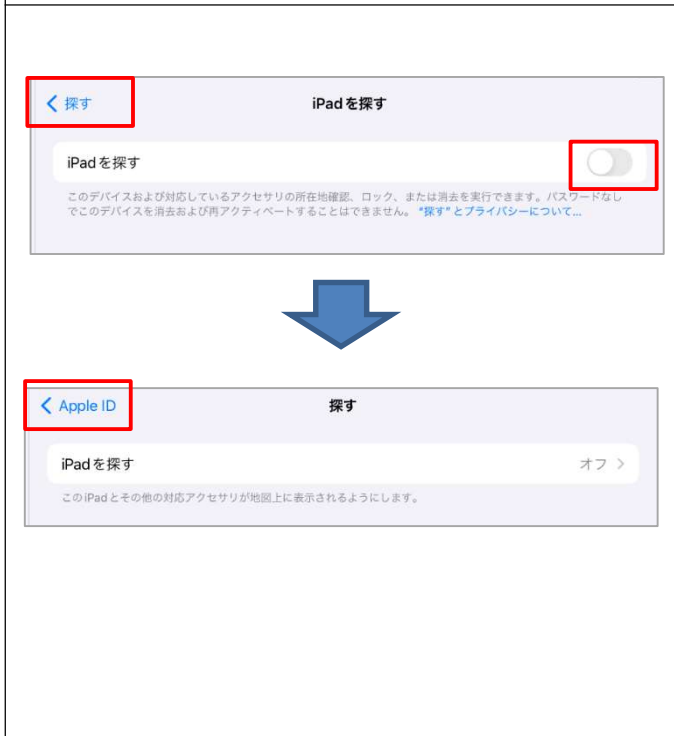 探す
iPadを探す
iPadを探す
このデバイスおよび対応しているアクセサリの所在地確認、ロック、または消去を実行できます。パスワードなし
でこのデバイスを消去および再アクティベートすることはできません。 "探す"とプライバシーについて...
Apple ID
探す
iPadを探す
オフ
このiPadとその他の対応アクセサリが地図上に表示されるようにします。